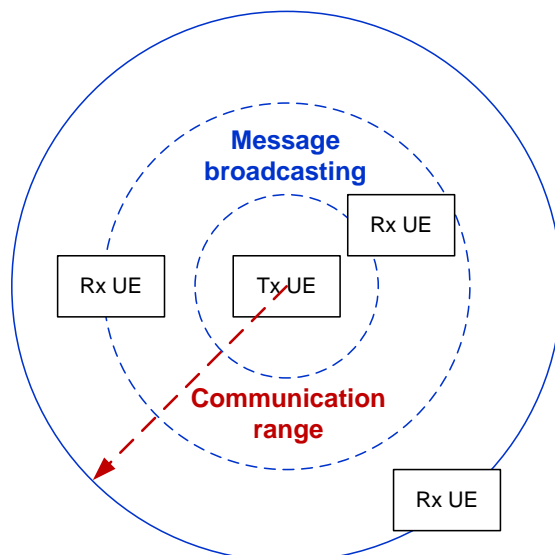 Message
broadcasting
Rx UE
Rx UE
Tx UE
Communication
range
Rx UE